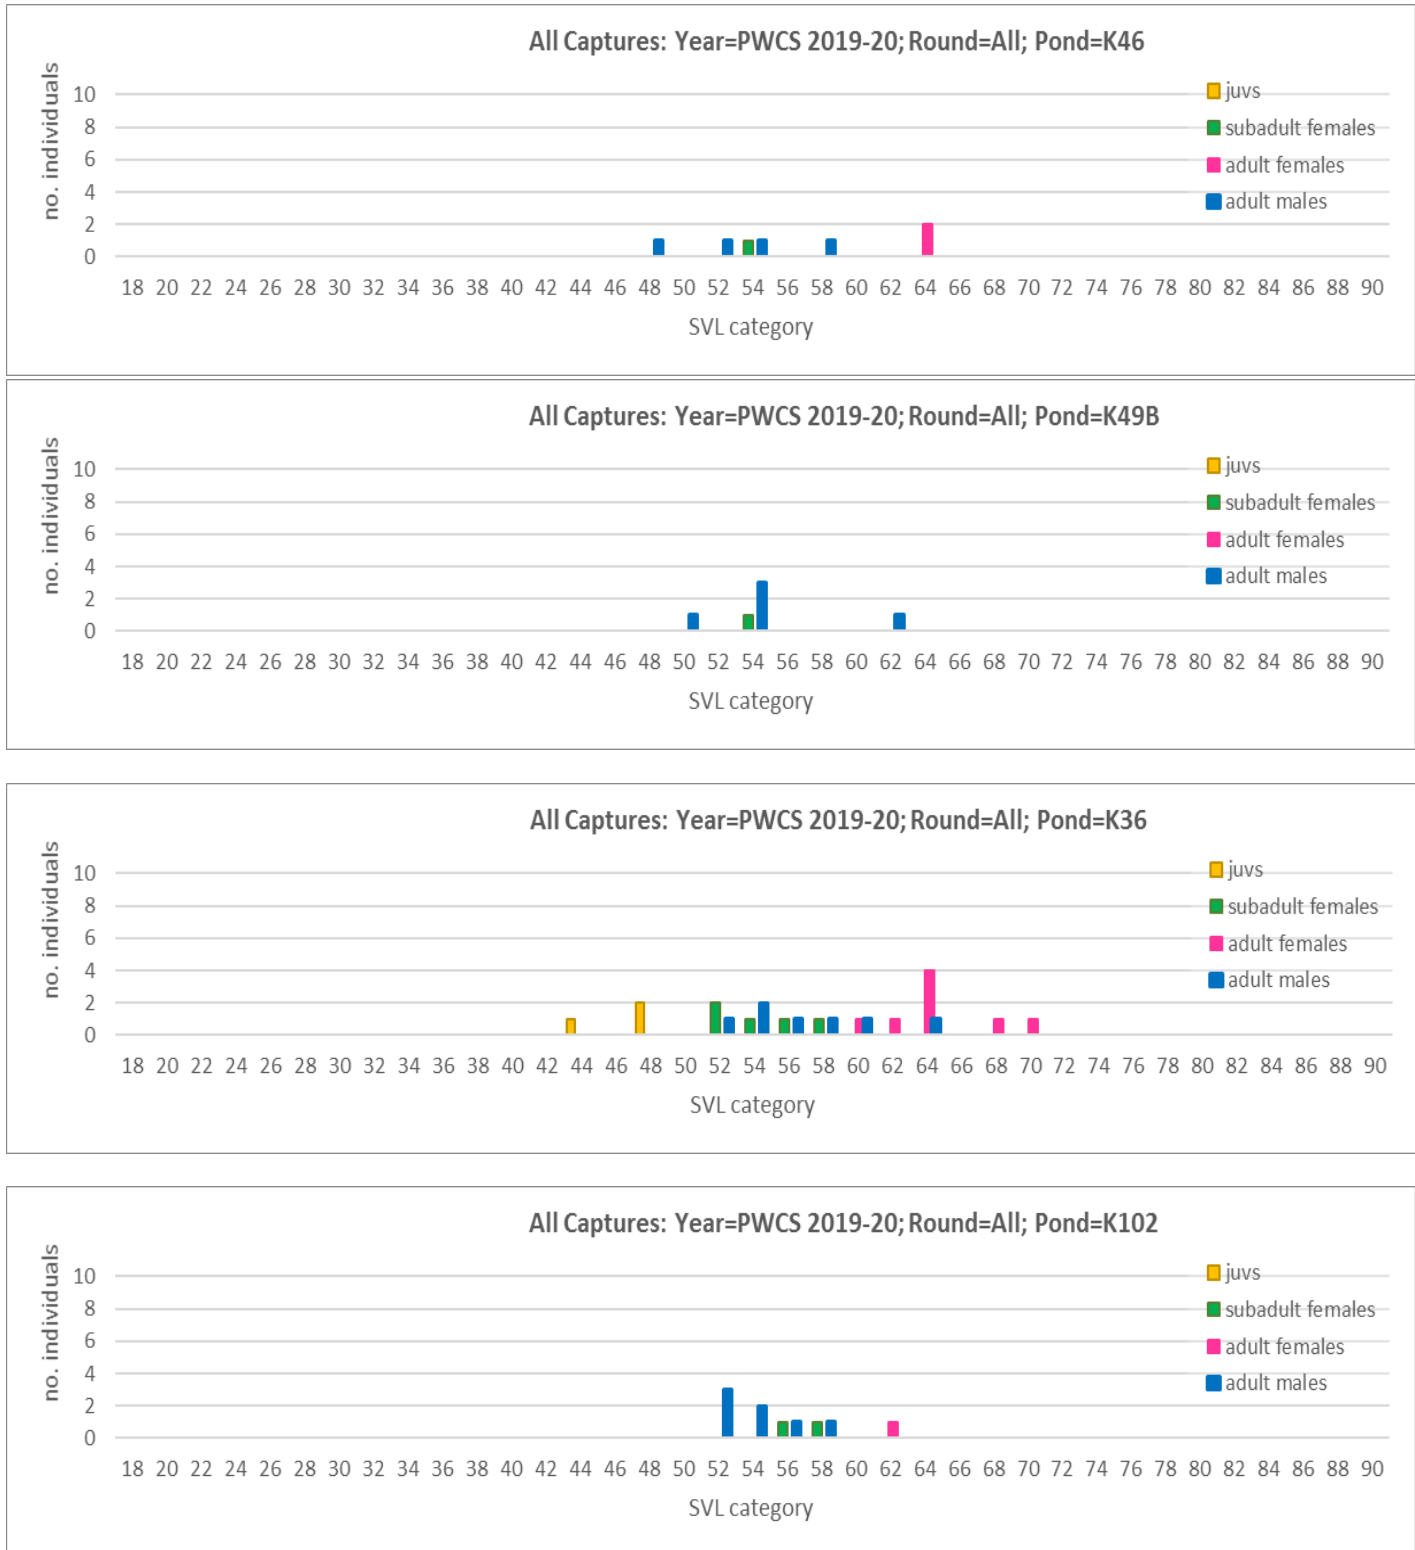 All Captures: Year=PWCS 2019-20; Round=All; Pond=K46
no. individuals
10
8
6
4
2
0
juvs
subadult females
adult females
adult males
18 20 22 24 26 28 30 32 34 36 38 40 42 44 46 48 50 52 54 56 58 60 62 64 66 68 70 72 74 76 78 80 82 84 86 88 90
SVL category
All Captures: Year=PWCS 2019-20; Round=All; Pond=K49B
no. individuals
10
8
6
4
2
0
juvs
subadult females
adult females
adult males
18 20 22 24 26 28 30 32 34 36 38 40 42 44 46 48 50 52 54 56 58 60 62 64 66 68 70 72 74 76 78 80 82 84 86 88 90
SVL category
All Captures: Year=PWCS 2019-20; Round=All; Pond=K36
no. individuals
10
8
6
4
2
0
juvs
subadult females
adult females
adult males
18 20 22 24 26 28 30 32 34 36 38 40 42 44 46 48 50 52 54 56 58 60 62 64 66 68 70 72 74 76 78 80 82 84 86 88 90
SVL category
All Captures: Year=PWCS 2019-20; Round=All; Pond=K102
no. individuals
10
8
6
4
2
0
juvs
subadult females
adult females
adult males
18 20 22 24 26 28 30 32 34 36 38 40 42 44 46 48 50 52 54 56 58 60 62 64 66 68 70 72 74 76 78 80 82 84 86 88 90
SVL category